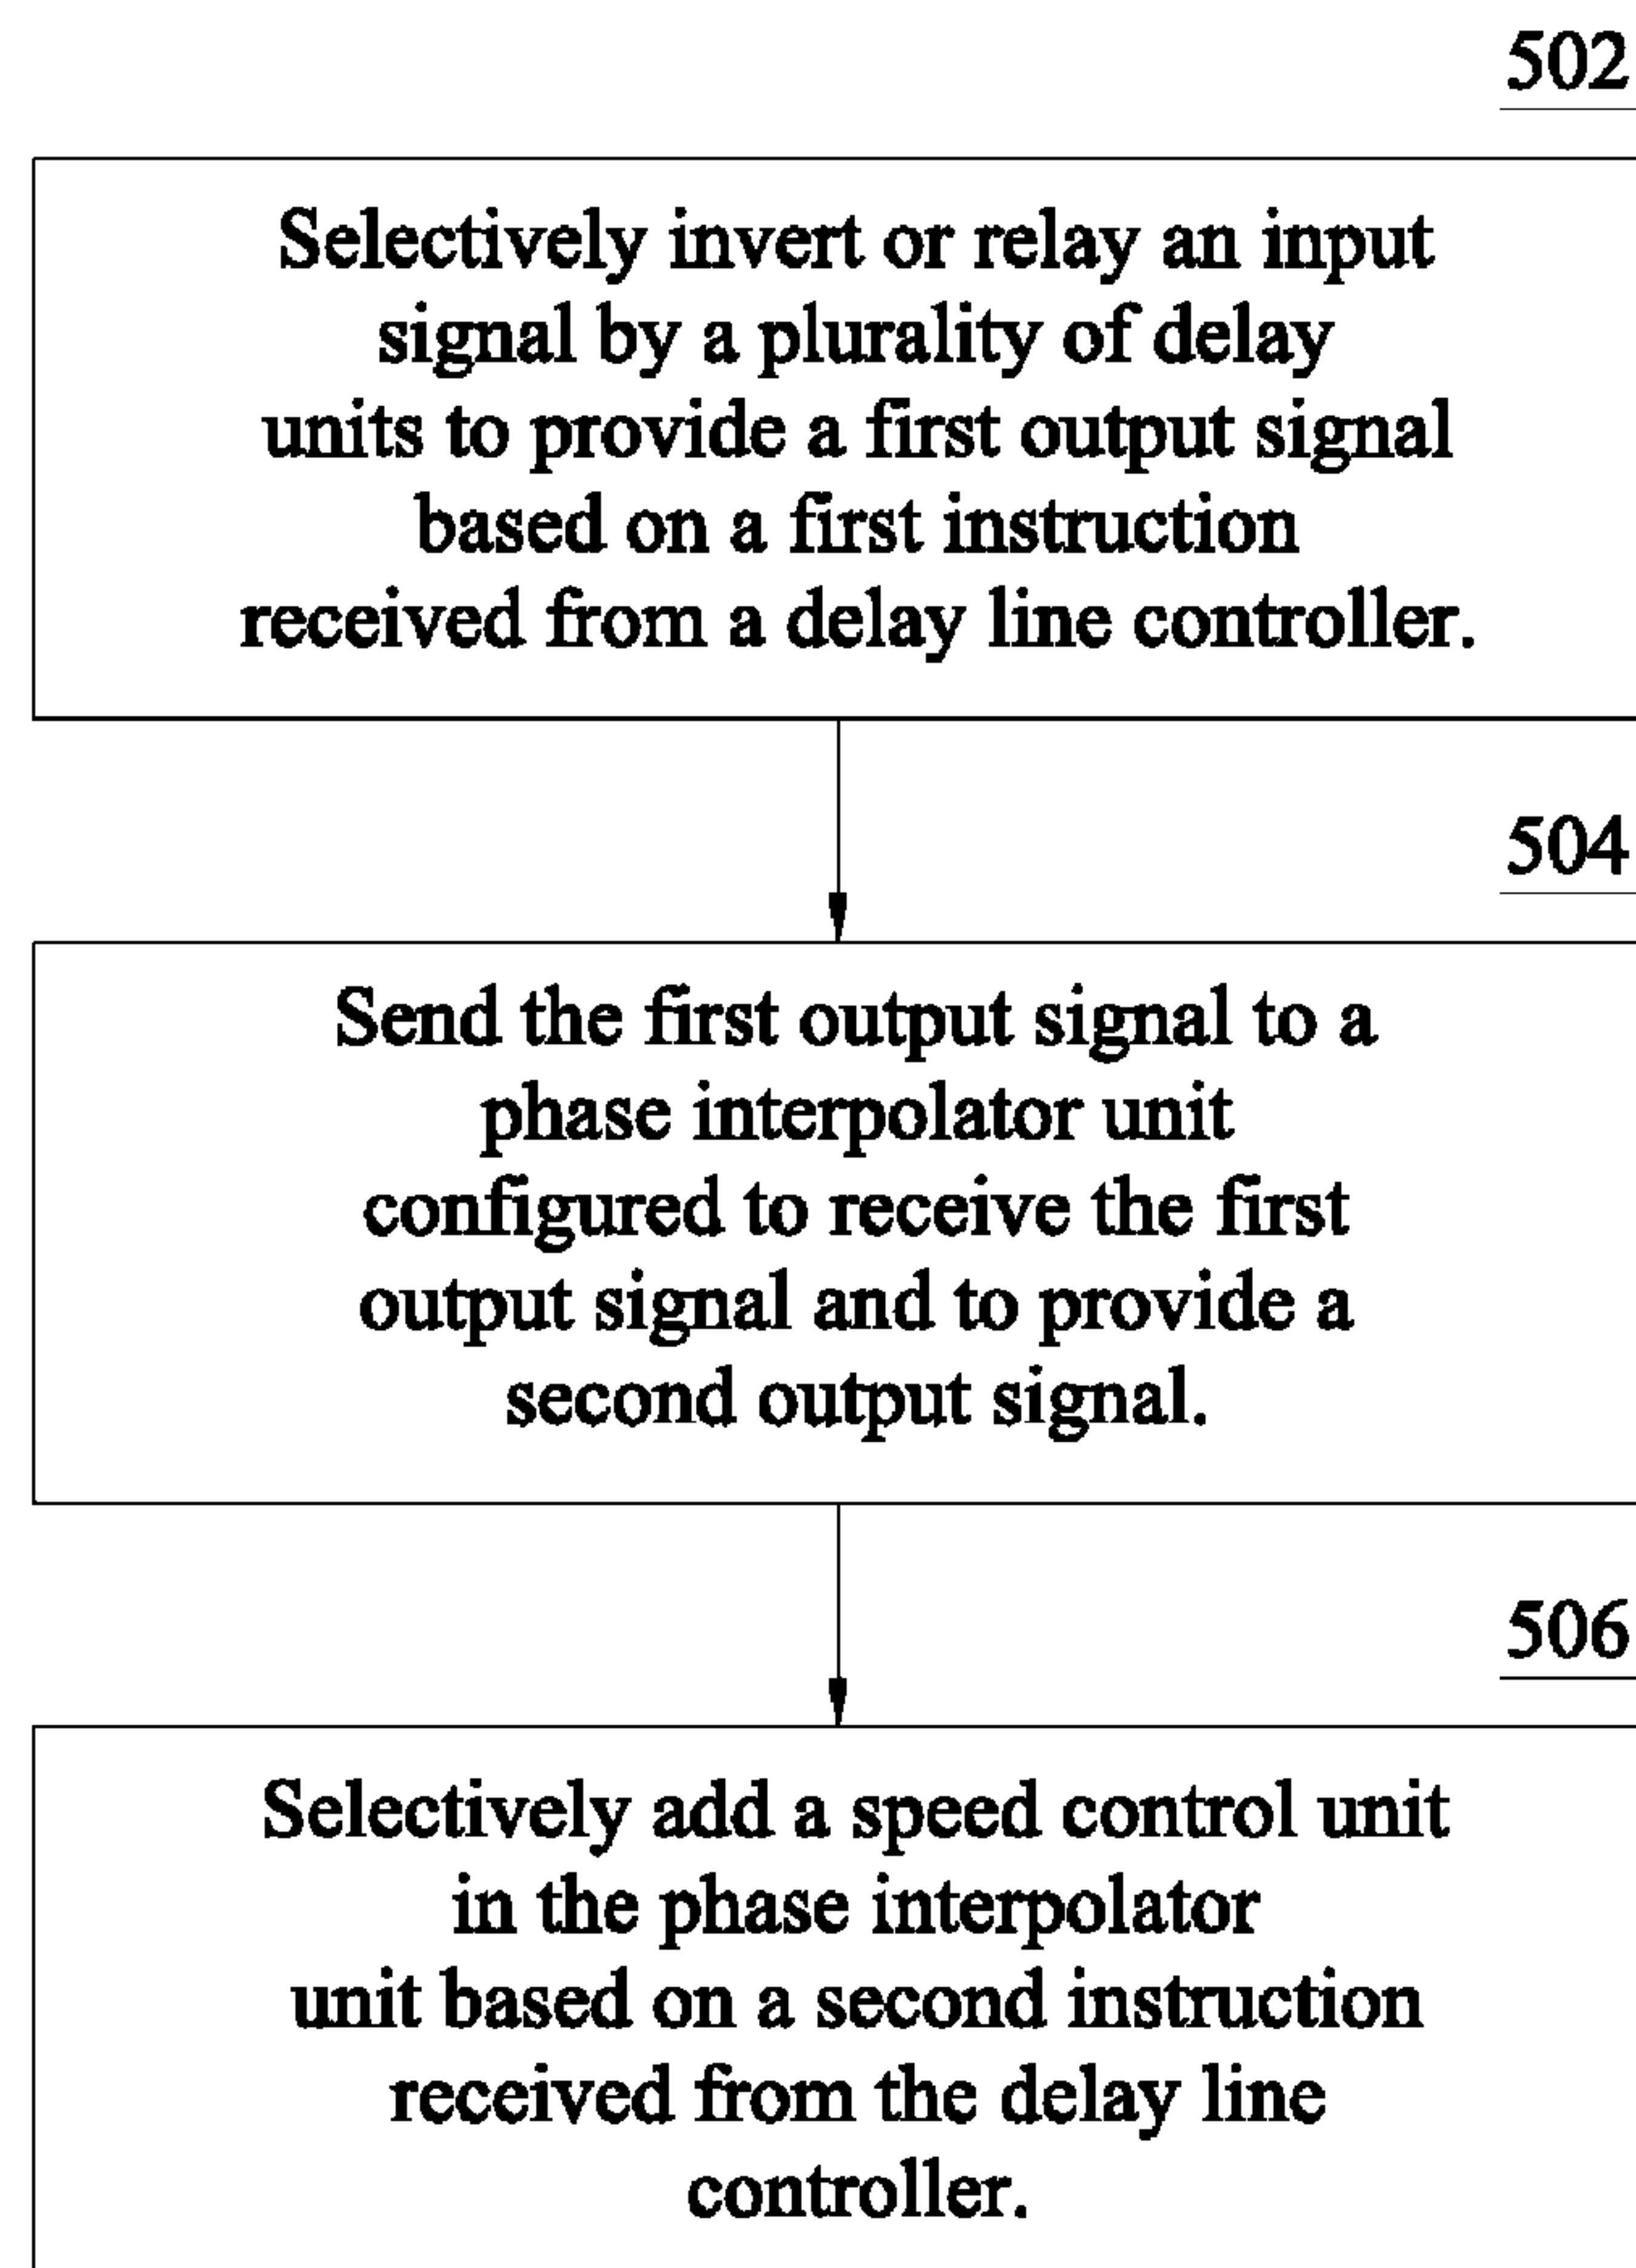 502
Selectively invert or relay an input
signal by a plurality of delay
units to provide a first output signal
based on a first instruction
received from a delay line controller.
504
Send the first output signal to a
phase interpolator unit
configured to receive the first
output signal and to provide a
second output signal.
506
Selectively add a speed control unit
in the phase interpolator
unit based on a second instruction
received from the delay line
controller.